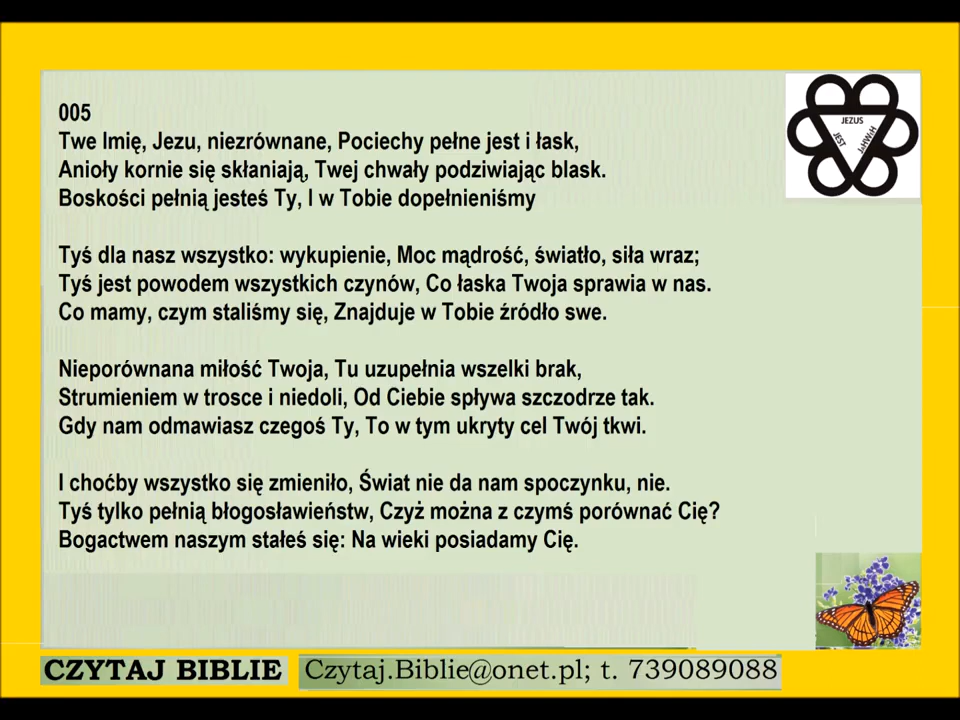 005
Twe Imię, Jezu, niezrównane, Pociechy pełne jest i łask,
Anioły kornie się skłaniają, Twej chwały podziwiając blask.
Boskości pełnią jesteś Ty, I w Tobie dopełnieniśmy
Tyś dla nasz wszystko: wykupienie, Moc mądrość, światło, siła wraz;
Tyś jest powodem wszystkich czynów, Co łaska Twoja sprawia w nas.
Co mamy, czym staliśmy się, Znajduje w Tobie źródło swe.
Nieporównana miłość Twoja, Tu uzupełnia wszelki brak,
Strumieniem w trosce i niedoli, Od Ciebie spływa szczodrze tak.
Gdy nam odmawiasz czegoś Ty, To w tym ukryty cel Twój tkwi.
I choćby wszystko się zmieniło, Świat nie da nam spoczynku, nie.
Tyś tylko pełnią błogosławieństw, Czyż można z czymś porównać Cię?
Bogactwem naszym stałeś się: Na wieki posiadamy Cię.
JEZUS
JEST
JaHWeH
CZYTAJ BIBLIE
Czytaj.Biblie@onet.pl; t. 739089088